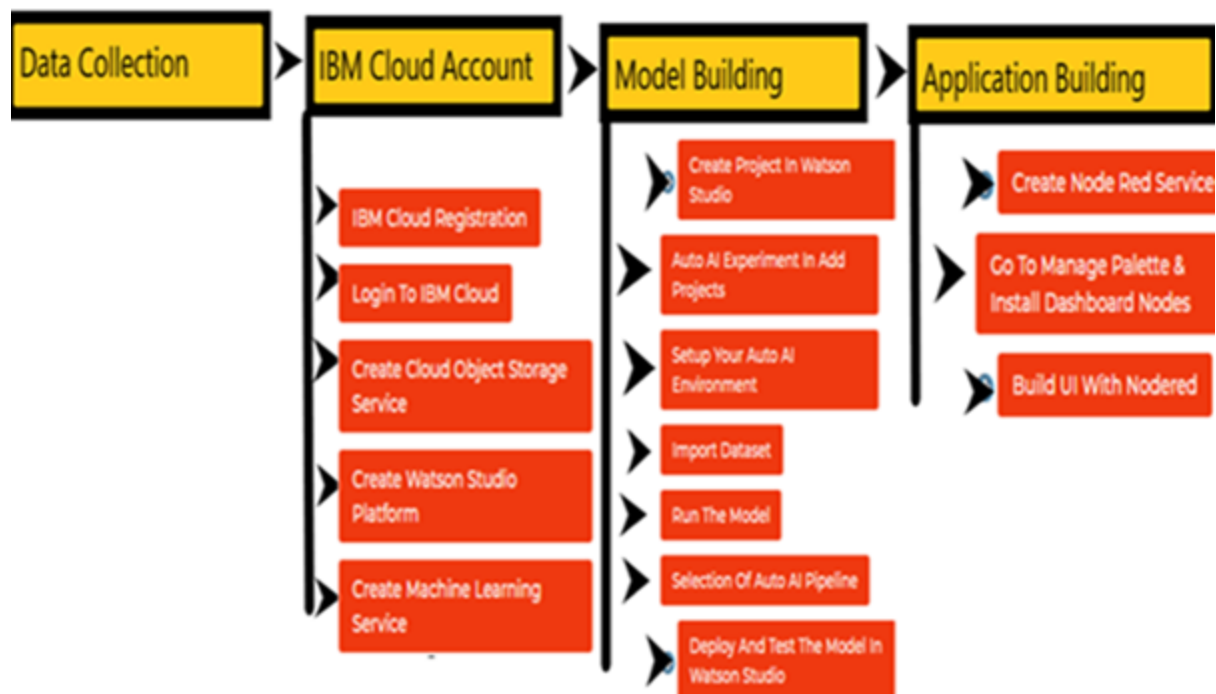 Data Collection
IBM Cloud Account
IBM Cloud Registration
Login To IBM Cloud
Create Cloud Object Storage
Service
Create Watson Studio
Platform
Create Machine Learning
Service
Model Building
Create Project In Watson
Studio
Auto AI Experiment In Add
Projects
Setup Your Auto AI
Environment
Import Dataset
Run The Model
Selection Of Auto AI Pipeline
Deploy And Test The Model In
Watson Studio
Application Building
Create Node Red Service
Go To Manage Palette &
Install Dashboard Nodes
Build UI With Nodered